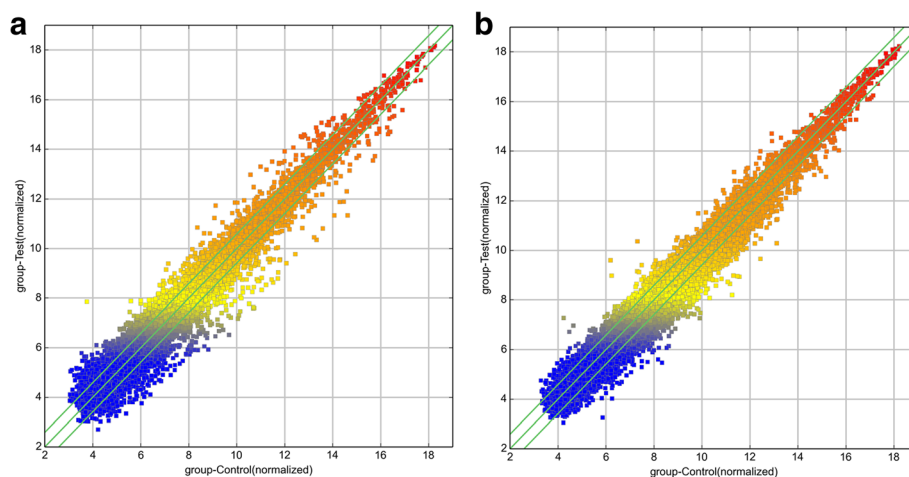 a
18
16
14
12
10
8
6
4
2
group-Test(normalized)
2 4 6 8 10 12 14 16 18
group-Control(normalized)
b
18
16
14
12
10
8
6
4
2
group-Test(normalized)
2 4 6 8 10 12 14 16 18
group-Control(normalized)